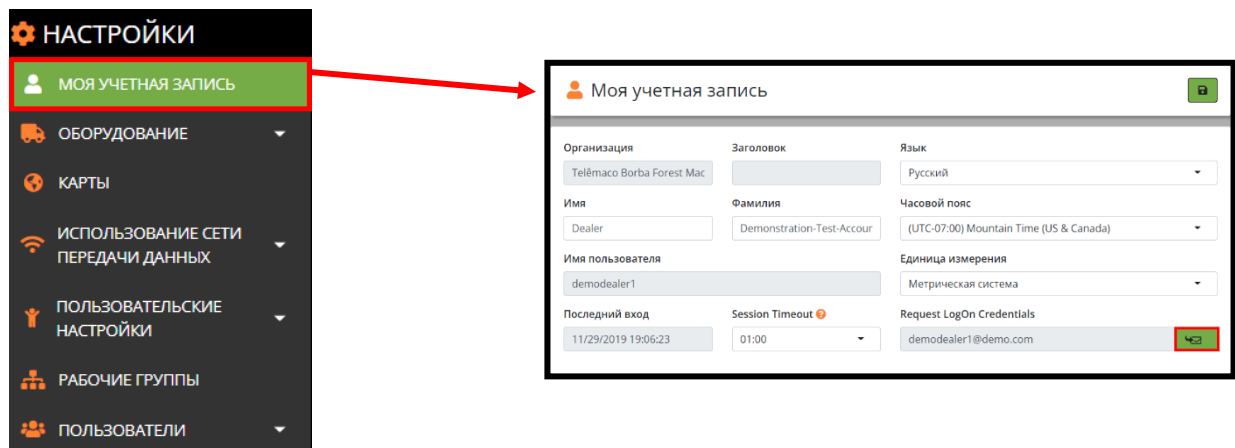 НАСТРОЙКИ
МОЯ УЧЕТНАЯ ЗАПИСЬ
ОБОРУДОВАНИЕ
КАРТЫ
ИСПОЛЬЗОВАНИЕ СЕТИ
ПЕРЕДАЧИ ДАННЫХ
ПОЛЬЗОВАТЕЛЬСКИЕ
НАСТРОЙКИ
РАБОЧИЕ ГРУППЫ
ПОЛЬЗОВАТЕЛИ
Моя учетная запись
Организация Заголовок Язык
Telêmaco Borba Forest Mac Русский
Имя Фамилия Часовой пояс
Dealer Demonstration-Test-Accour (UTC-07:00) Mountain Time (US & Canada)
Имя пользователя Единица измерения
demodealer1 Метрическая система
Последний вход Session Timeout Request LogOn Credentials
11/29/2019 19:06:23 01:00 demodealer1@demo.com